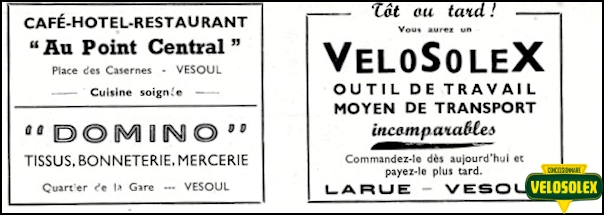 CAFÉ-HOTEL-RESTAURANT
"Au Point Central"
Place des Casernes - VESOUL
Cuisine soignée
"DOMINO"
TISSUS, BONNETERIE, MERCERIE
Quartier de la Gare — VESOUL
Tôt ou tard !
Vous aurez un
VELOSOLEX
OUTIL DE TRAVAIL
MOYEN DE TRANSPORT
incomparables
Commandez-le dès aujourd'hui et
payez-le plus tard.
LARUE — VESOUL
CONCESSIONNAIRE
VELOSOLEX